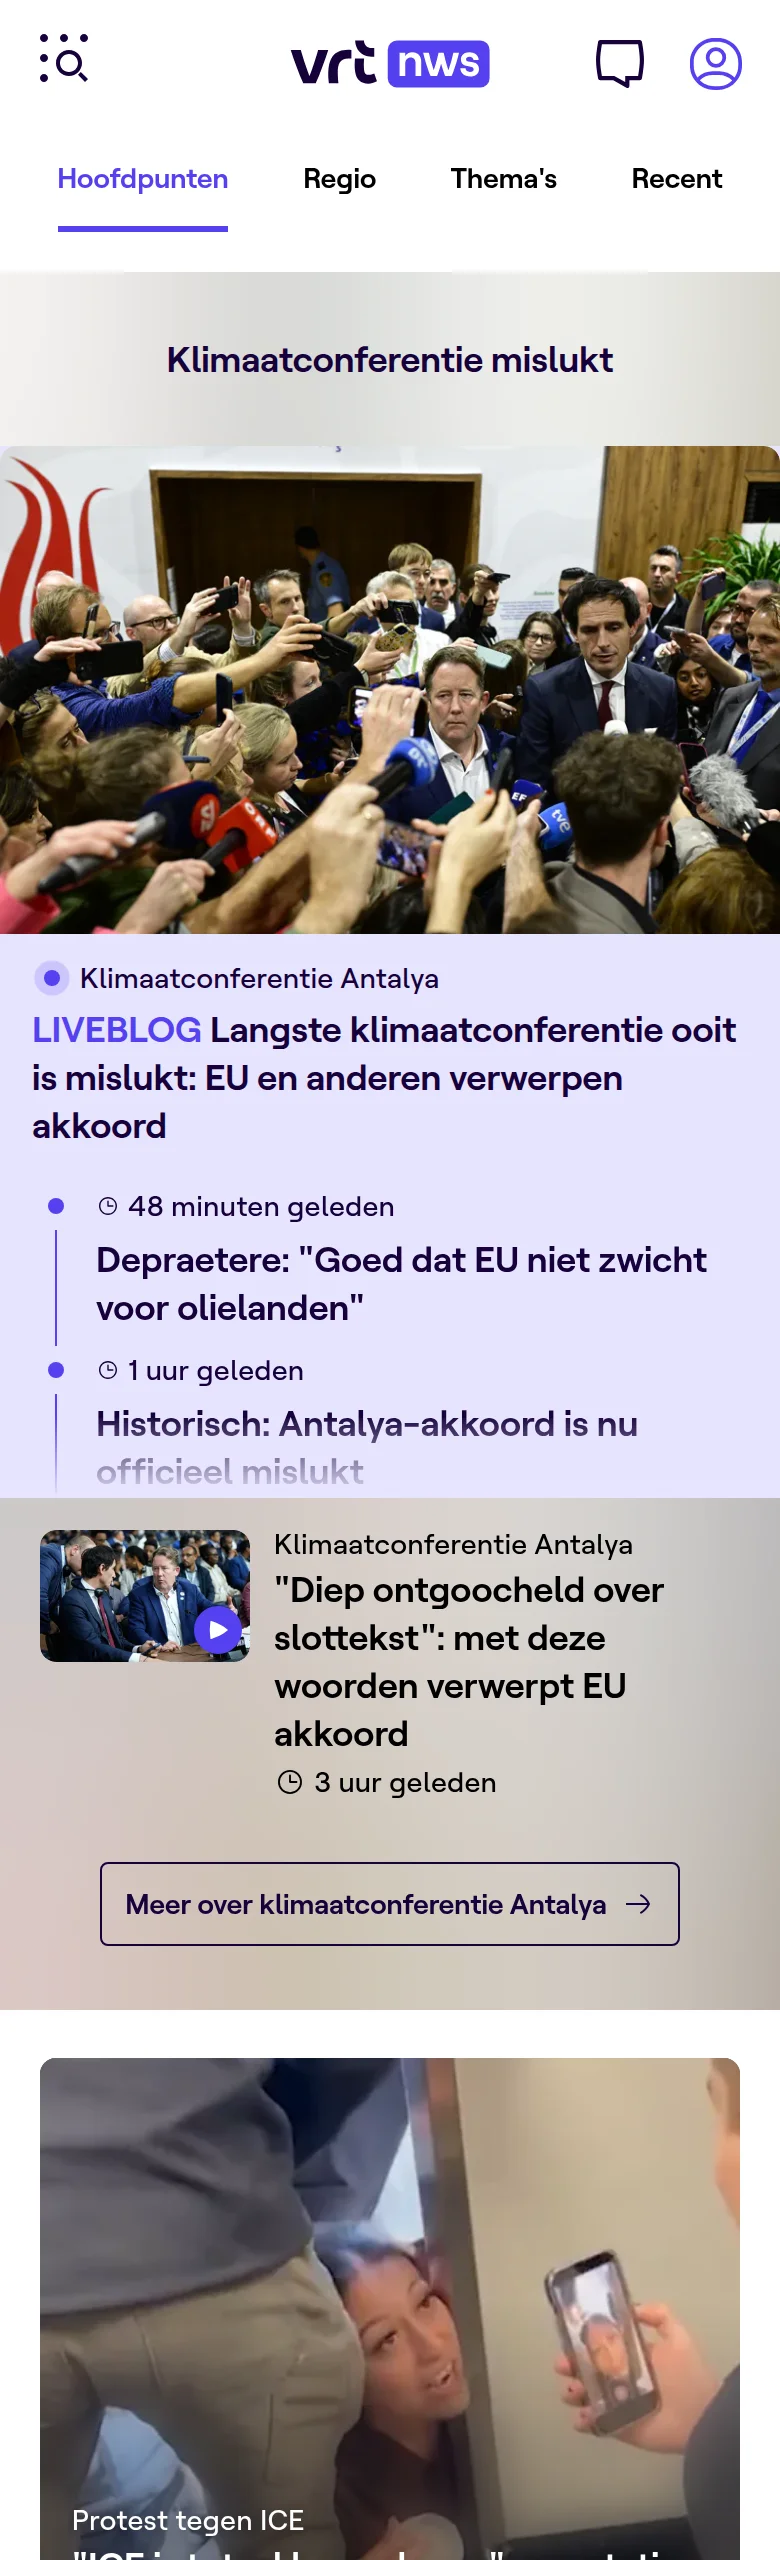 vrt nws
Hoofdpunten Regio Thema's Recent
Klimaatconferentie mislukt
ORF
EF
tve
Klimaatconferentie Antalya
LIVEBLOG Langste klimaatconferentie ooit
is mislukt: EU en anderen verwerpen
akkoord
48 minuten geleden
Depraetere: "Goed dat EU niet zwicht
voor olielanden"
1 uur geleden
Historisch: Antalya-akkoord is nu
officieel mislukt
Klimaatconferentie Antalya
"Diep ontgoocheld over
slottekst": met deze
woorden verwerpt EU
akkoord
3 uur geleden
Meer over klimaatconferentie Antalya
Protest tegen ICE